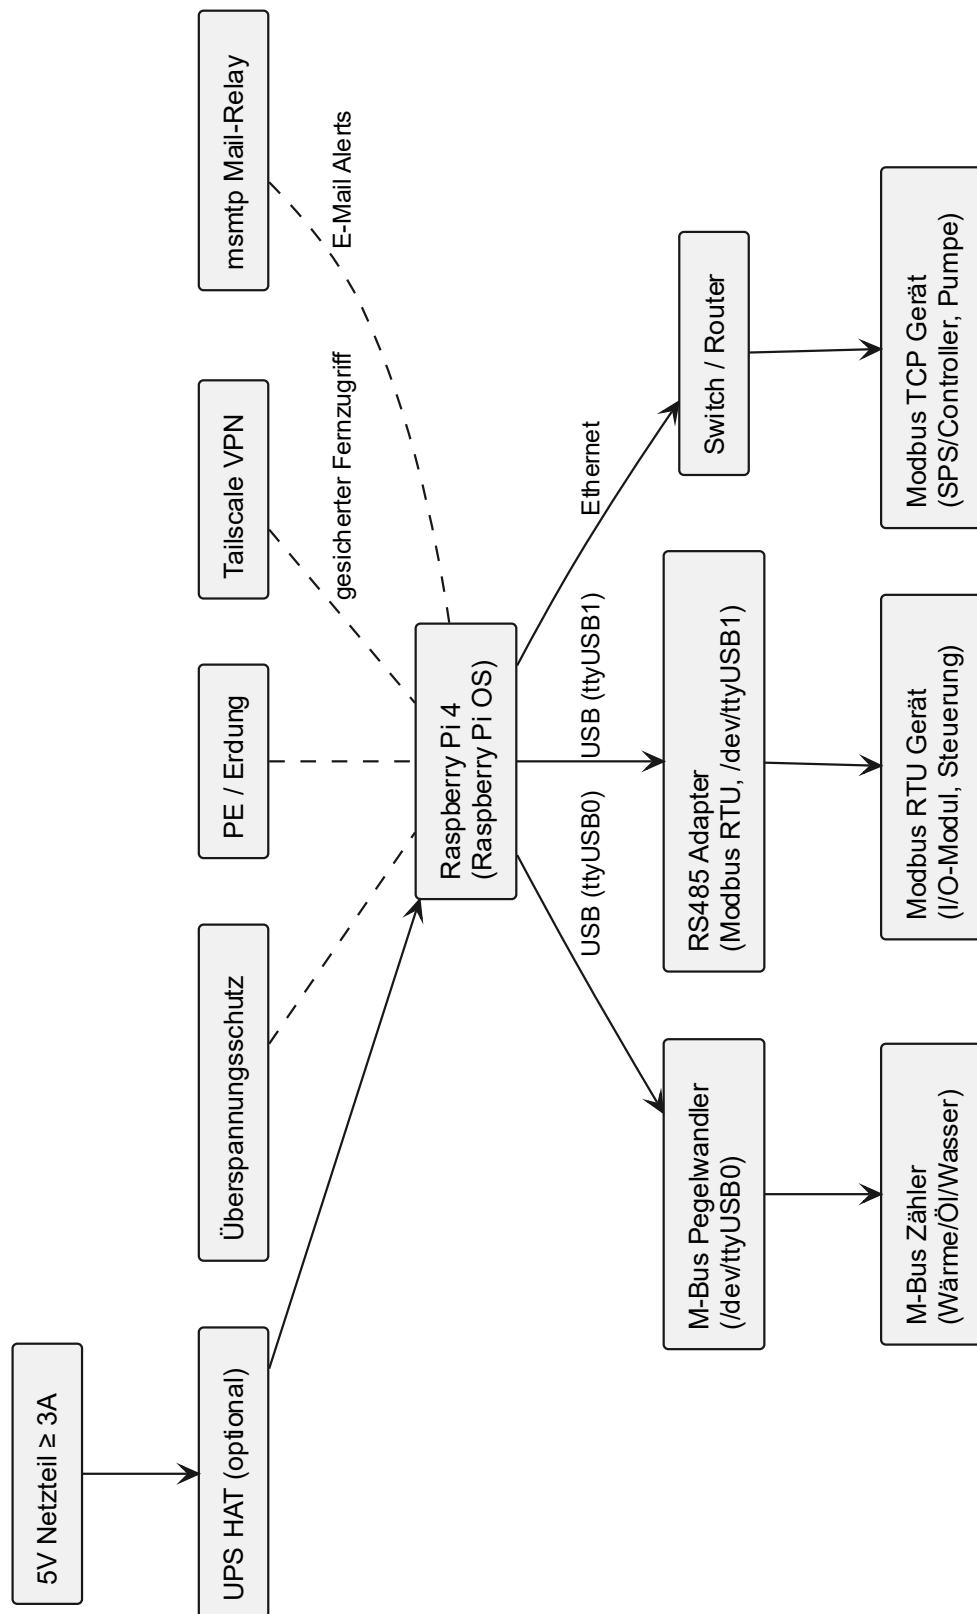 5V Netzteil ≥ 3A
UPS HAT (optional)
Überspannungsschutz
PE / Erdung
Tailscale VPN
msmtp Mail-Relay
gesicherter Fernzugriff
E-Mail Alerts
Raspberry Pi 4
(Raspberry Pi OS)
USB (ttyUSB0)
USB (ttyUSB1)
Ethernet
M-Bus Pegelwandler
(/dev/ttyUSB0)
RS485 Adapter
(Modbus RTU, /dev/ttyUSB1)
Switch / Router
M-Bus Zähler
(Wärme/Öl/Wasser)
Modbus RTU Gerät
(I/O-Modul, Steuerung)
Modbus TCP Gerät
(SPS/Controller, Pumpe)